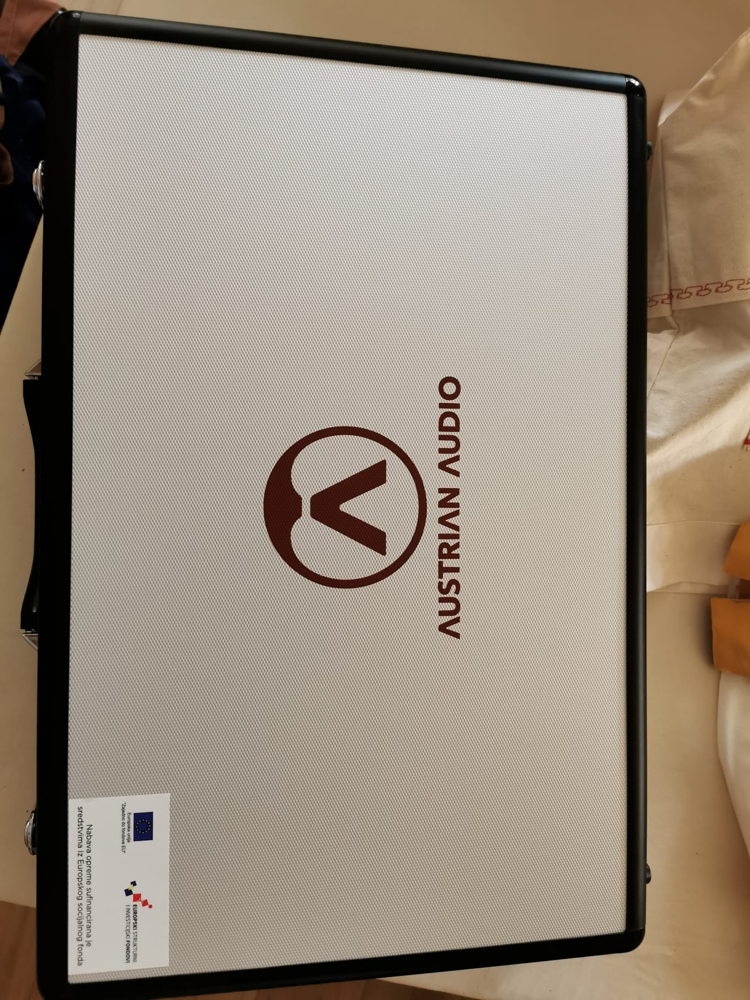 AUSTRIAN AUDIO
Europska unija
"Zajedno do fondova EU"
EUROPSKI STRUKTURNI
I INVESTICIJSKI FONDOVI
Nabava opreme sufinancirana je
sredstvima iz Europskog socijalnog fonda